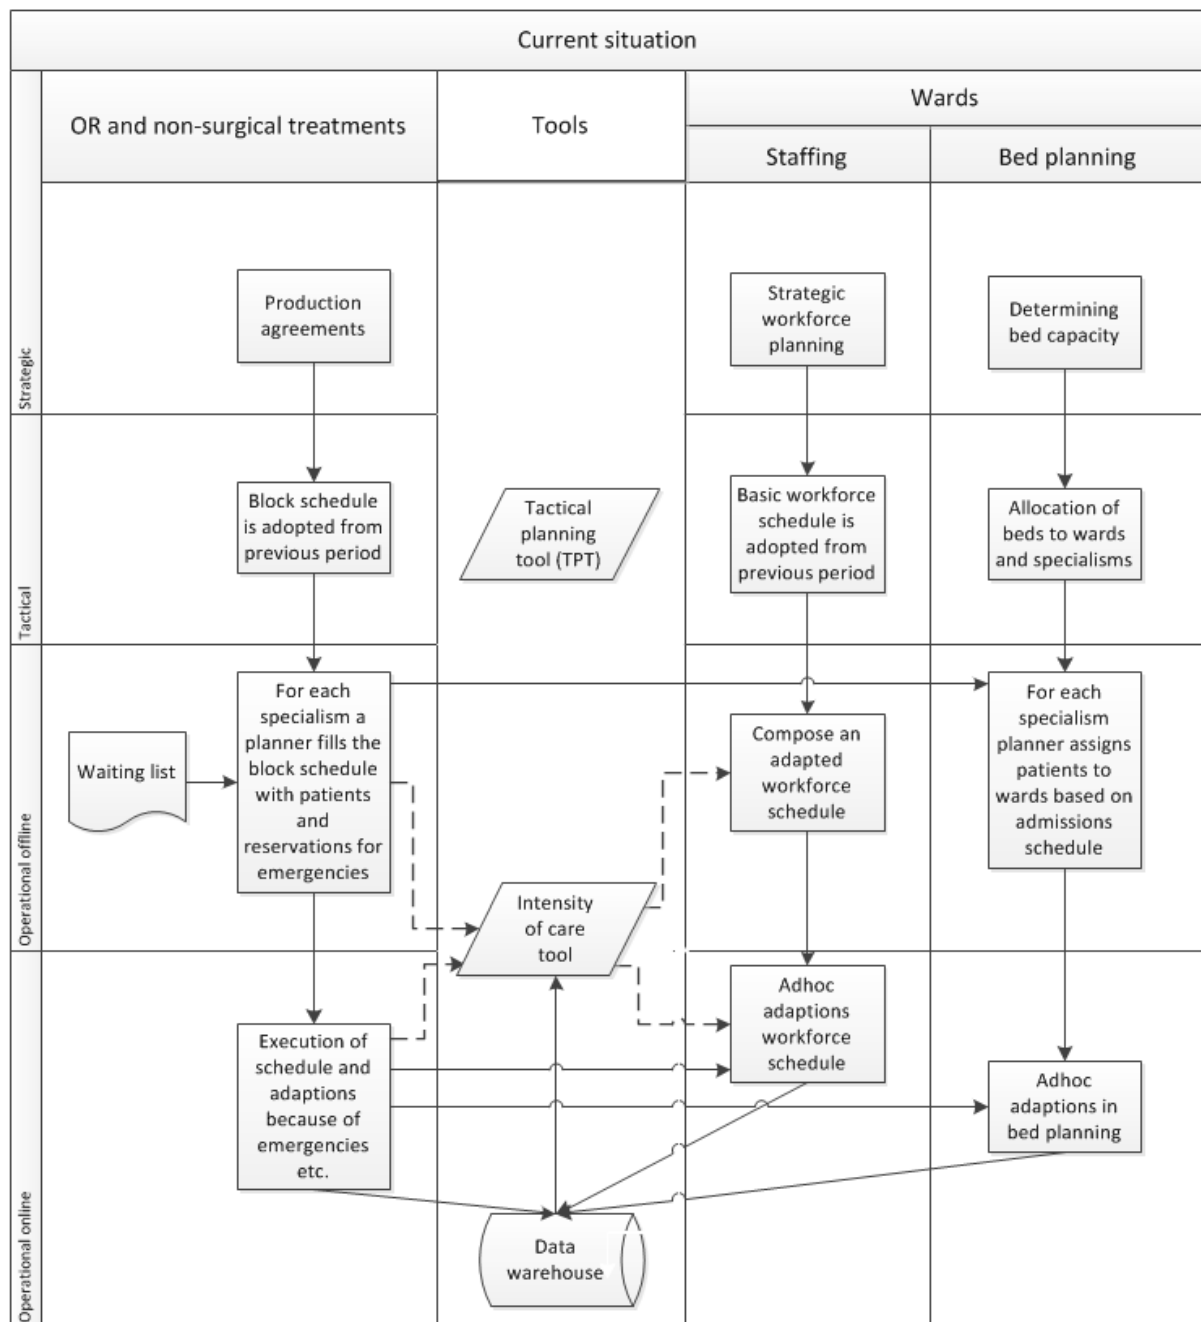 Current situation
OR and non-surgical treatments
Tools
Wards
Staffing
Bed planning
Strategic
Production
agreements
Strategic
workforce
planning
Determining
bed capacity
Tactical
Block schedule
is adopted from
previous period
Tactical
planning
tool (TPT)
Basic workforce
schedule is
adopted from
previous period
Allocation of
beds to wards
and specialisms
Operational offline
Waiting list
For each
specialism a
planner fills the
block schedule
with patients
and
reservations for
emergencies
Intensity
of care
tool
Compose an
adapted
workforce
schedule
For each
specialism
planner assigns
patients to
wards based on
admissions
schedule
Operational online
Execution of
schedule and
adaptions
because of
emergencies
etc.
Adhoc
adaptions
workforce
schedule
Adhoc
adaptions in
bed planning
Data
warehouse